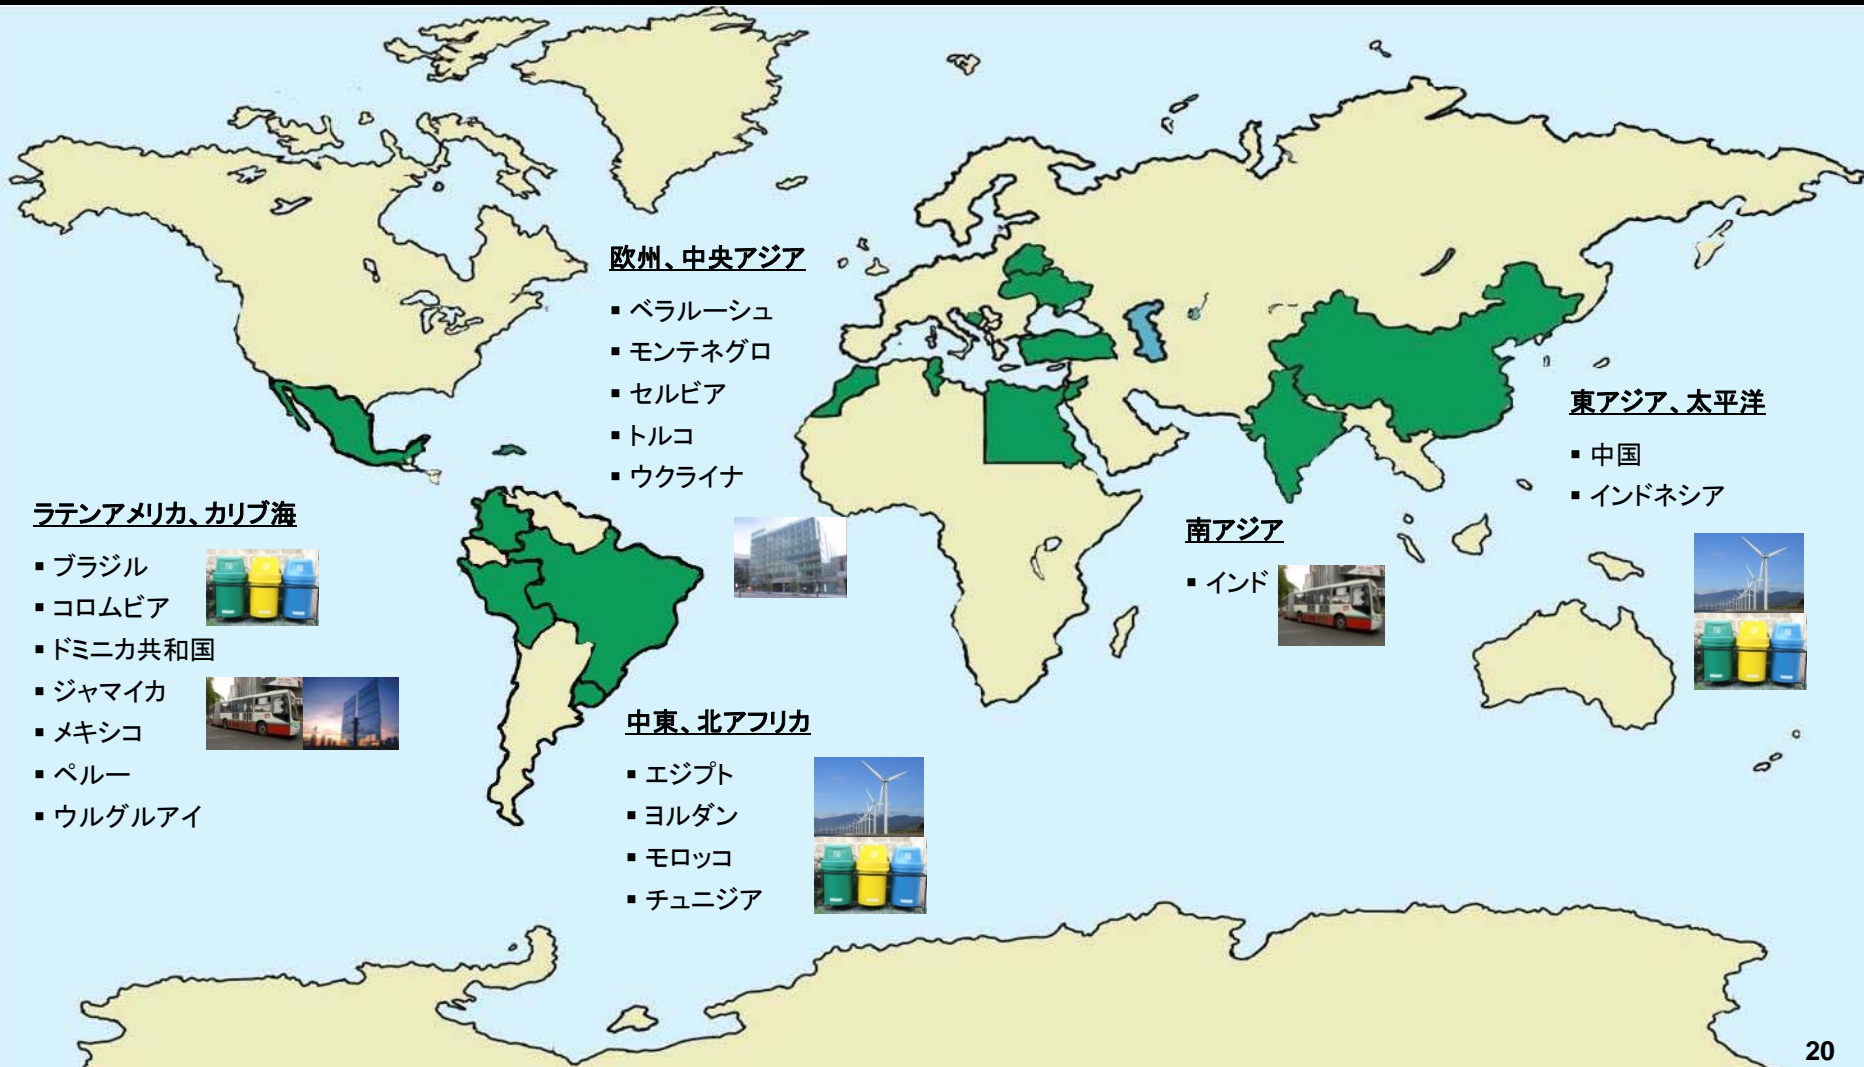 欧州、中央アジア
▪ ベラルーシュ
▪ モンテネグロ
▪ セルビア
▪ トルコ
▪ ウクライナ
東アジア、太平洋
▪ 中国
▪ インドネシア
ラテンアメリカ、カリブ海
▪ ブラジル
▪ コロムビア
▪ ドミニカ共和国
▪ ジャマイカ
▪ メキシコ
▪ ペルー
▪ ウルグルアイ
南アジア
▪ インド
中東、北アフリカ
▪ エジプト
▪ ヨルダン
▪ モロッコ
▪ チュニジア
20